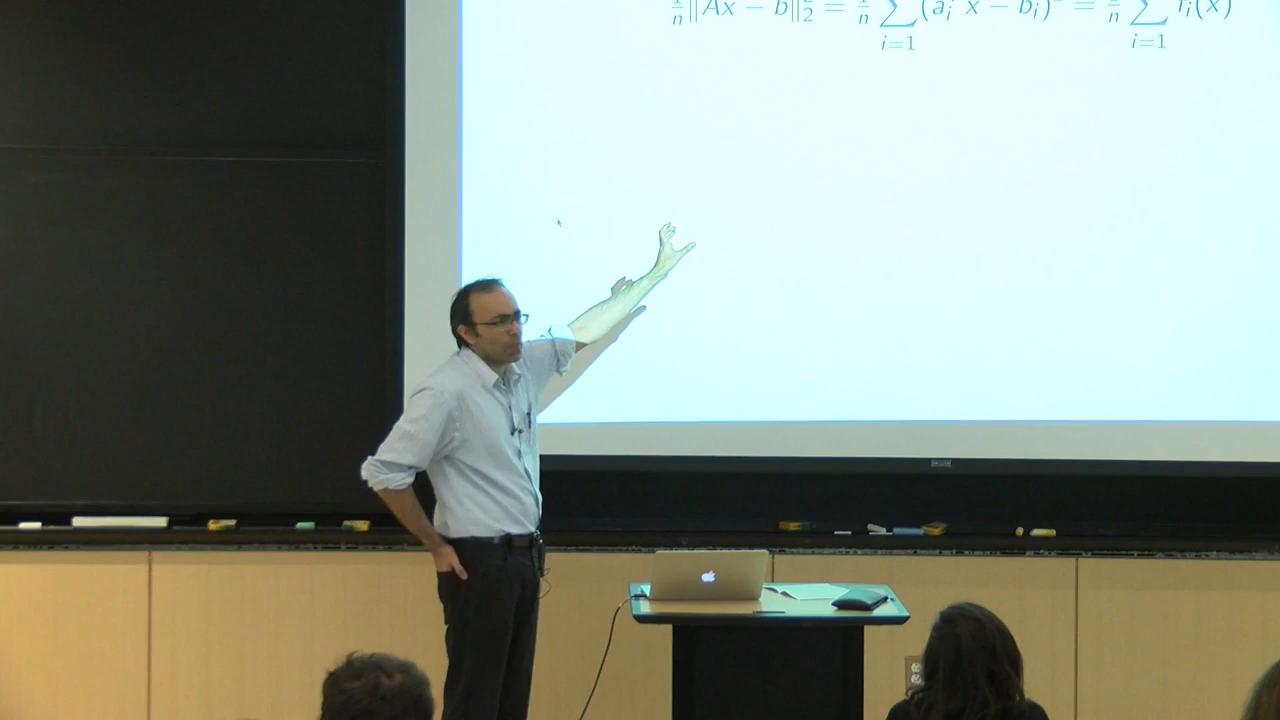 $\frac{1}{n}\|Ax - b\|_2^2 = \frac{1}{n}\sum_{i=1}(a_i^T x - b_i)^2 = \frac{1}{n}\sum_{i=1} f_i(x)$